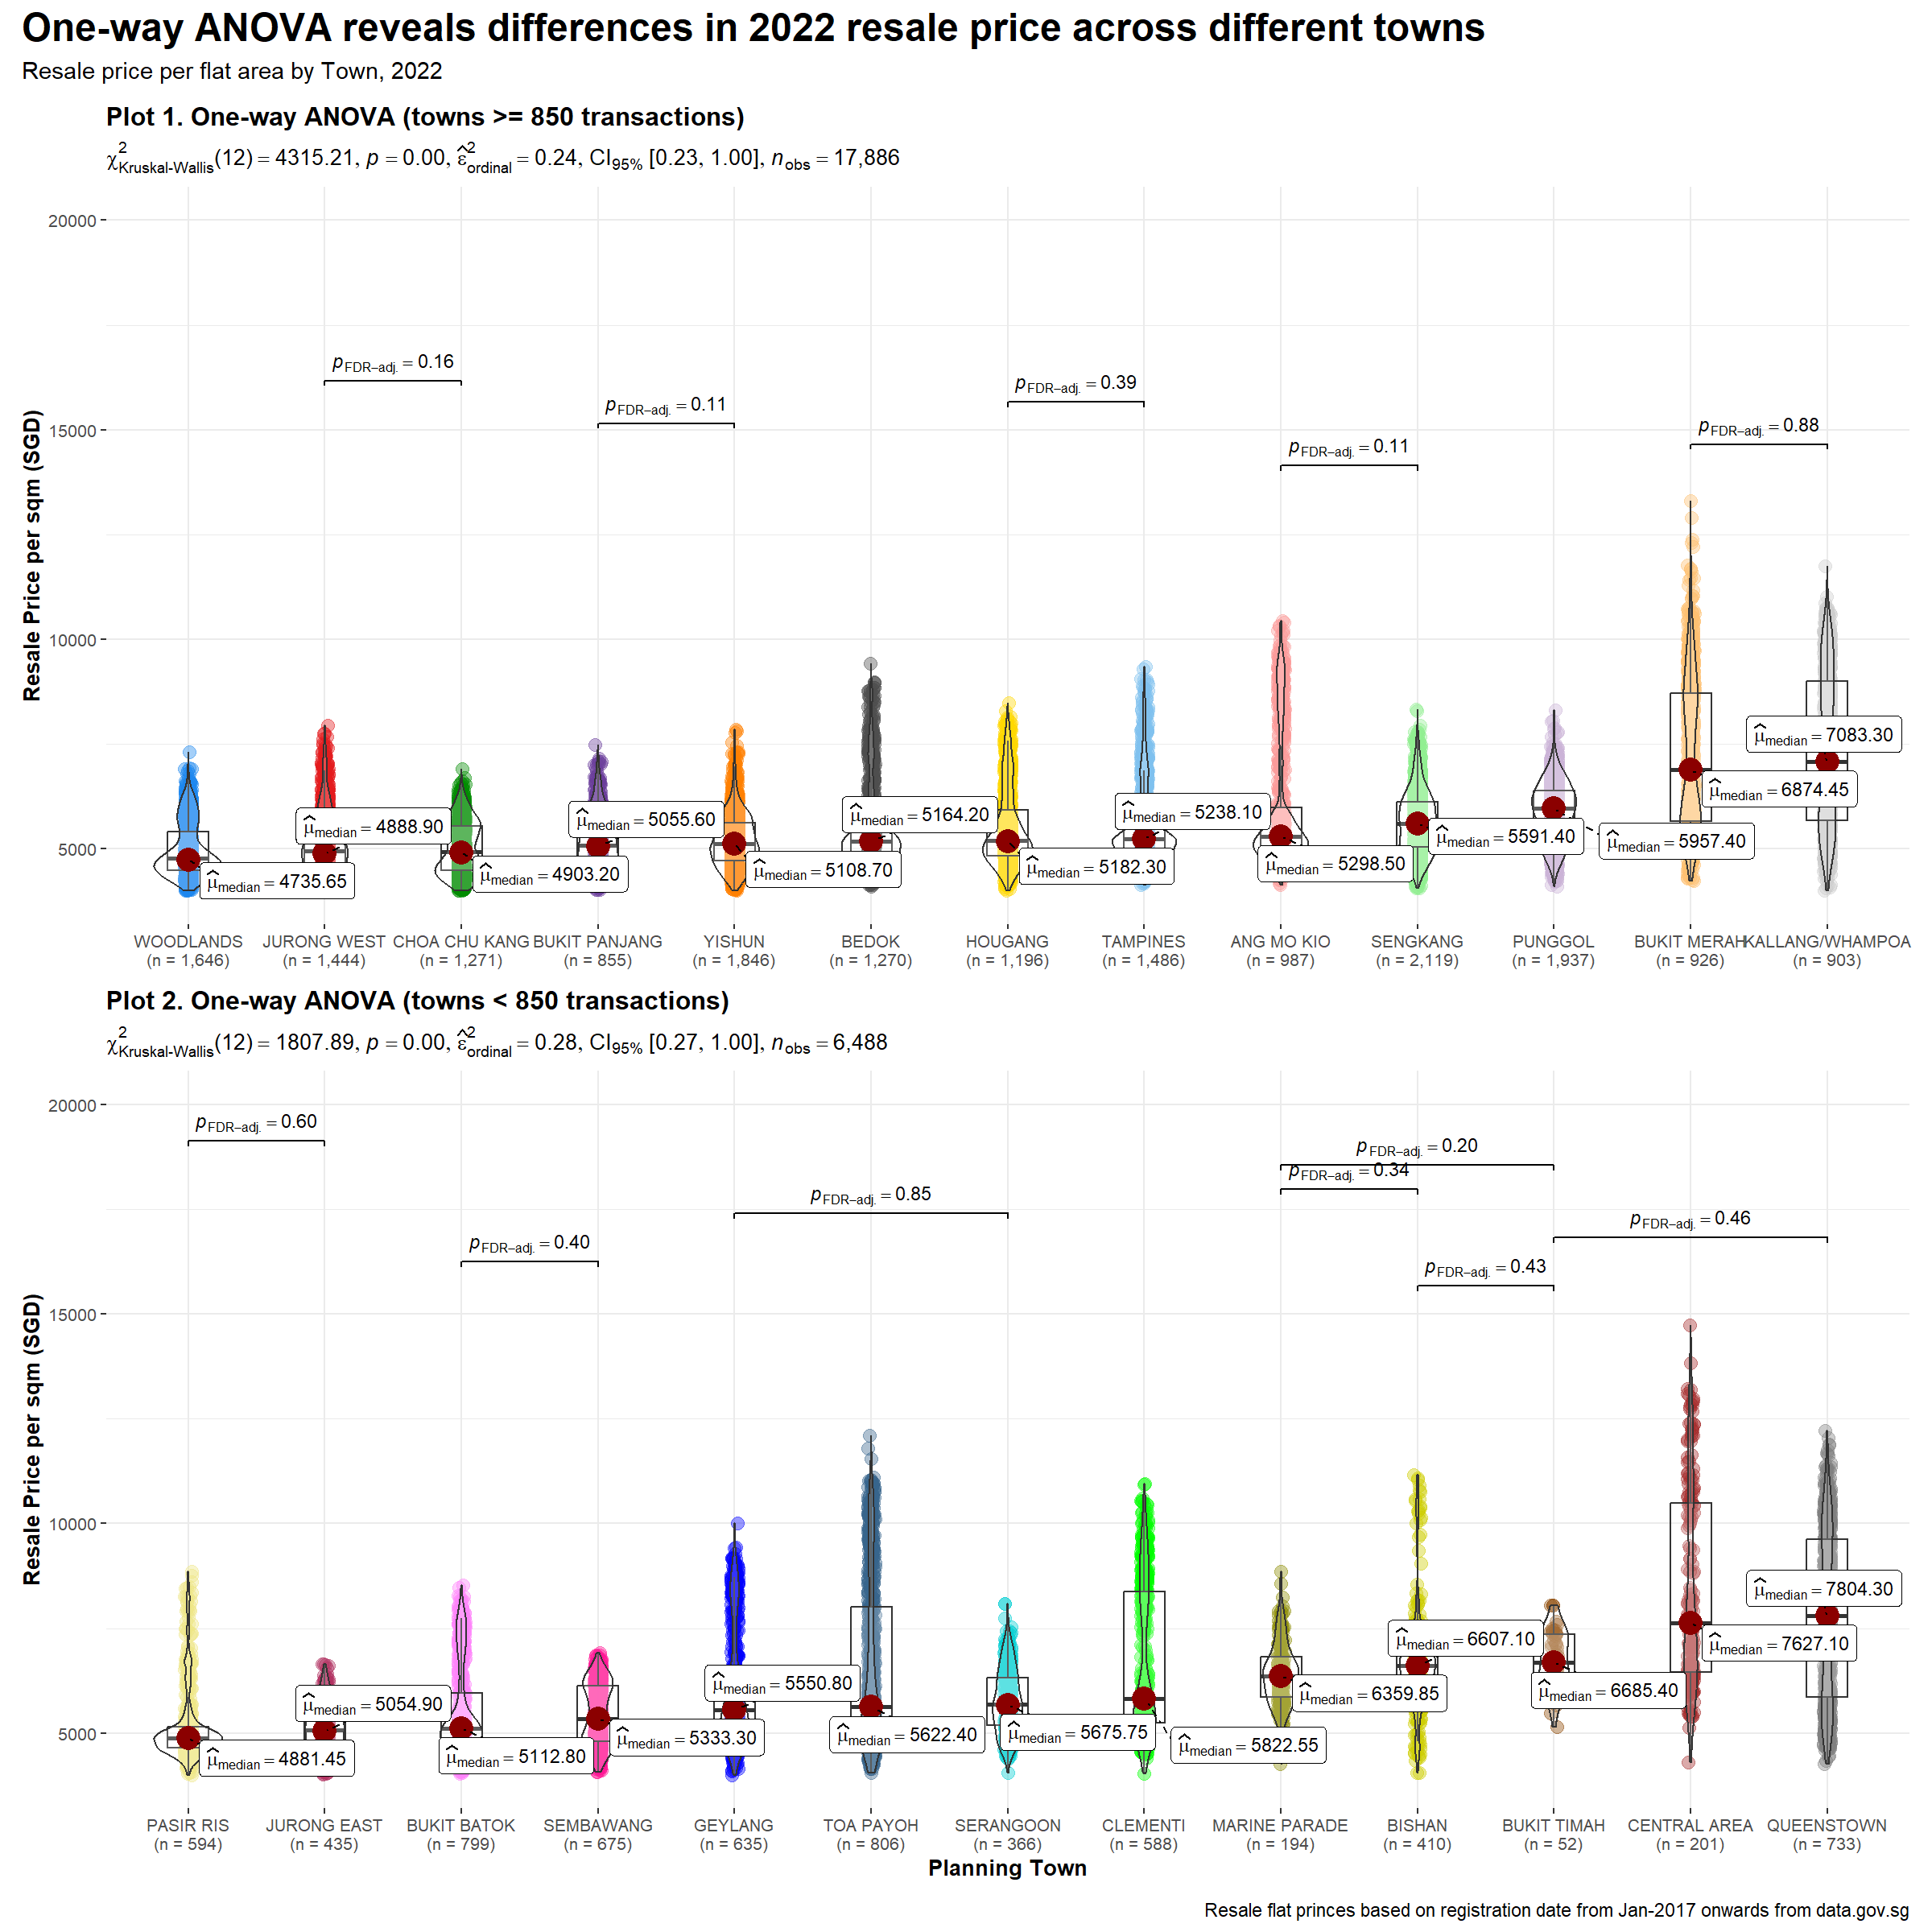 One-way ANOVA reveals differences in 2022 resale price across different towns
Resale price per flat area by Town, 2022
Plot 1. One-way ANOVA (towns >= 850 transactions)
χ²Kruskal-Wallis(12) = 4315.21, p = 0.00, ε̂²ordinal = 0.24, CI95% [0.23, 1.00], nobs = 17,886
Resale Price per sqm (SGD)
20000
15000
10000
5000
pFDR–adj. = 0.16
pFDR–adj. = 0.11
pFDR–adj. = 0.39
pFDR–adj. = 0.11
pFDR–adj. = 0.88
μ̂median = 4735.65
μ̂median = 4888.90
μ̂median = 4903.20
μ̂median = 5055.60
μ̂median = 5108.70
μ̂median = 5164.20
μ̂median = 5182.30
μ̂median = 5238.10
μ̂median = 5298.50
μ̂median = 5591.40
μ̂median = 5957.40
μ̂median = 6874.45
μ̂median = 7083.30
WOODLANDS JURONG WEST CHOA CHU KANG BUKIT PANJANG YISHUN BEDOK HOUGANG TAMPINES ANG MO KIO SENGKANG PUNGGOL BUKIT MERAH KALLANG/WHAMPOA
(n = 1,646) (n = 1,444) (n = 1,271) (n = 855) (n = 1,846) (n = 1,270) (n = 1,196) (n = 1,486) (n = 987) (n = 2,119) (n = 1,937) (n = 926) (n = 903)
Plot 2. One-way ANOVA (towns < 850 transactions)
χ²Kruskal-Wallis(12) = 1807.89, p = 0.00, ε̂²ordinal = 0.28, CI95% [0.27, 1.00], nobs = 6,488
Resale Price per sqm (SGD)
20000
15000
10000
5000
pFDR–adj. = 0.60
pFDR–adj. = 0.40
pFDR–adj. = 0.85
pFDR–adj. = 0.20
pFDR–adj. = 0.34
pFDR–adj. = 0.46
pFDR–adj. = 0.43
μ̂median = 4881.45
μ̂median = 5054.90
μ̂median = 5112.80
μ̂median = 5333.30
μ̂median = 5550.80
μ̂median = 5622.40
μ̂median = 5675.75
μ̂median = 5822.55
μ̂median = 6359.85
μ̂median = 6607.10
μ̂median = 6685.40
μ̂median = 7627.10
μ̂median = 7804.30
PASIR RIS JURONG EAST BUKIT BATOK SEMBAWANG GEYLANG TOA PAYOH SERANGOON CLEMENTI MARINE PARADE BISHAN BUKIT TIMAH CENTRAL AREA QUEENSTOWN
(n = 594) (n = 435) (n = 799) (n = 675) (n = 635) (n = 806) (n = 366) (n = 588) (n = 194) (n = 410) (n = 52) (n = 201) (n = 733)
Planning Town
Resale flat princes based on registration date from Jan-2017 onwards from data.gov.sg